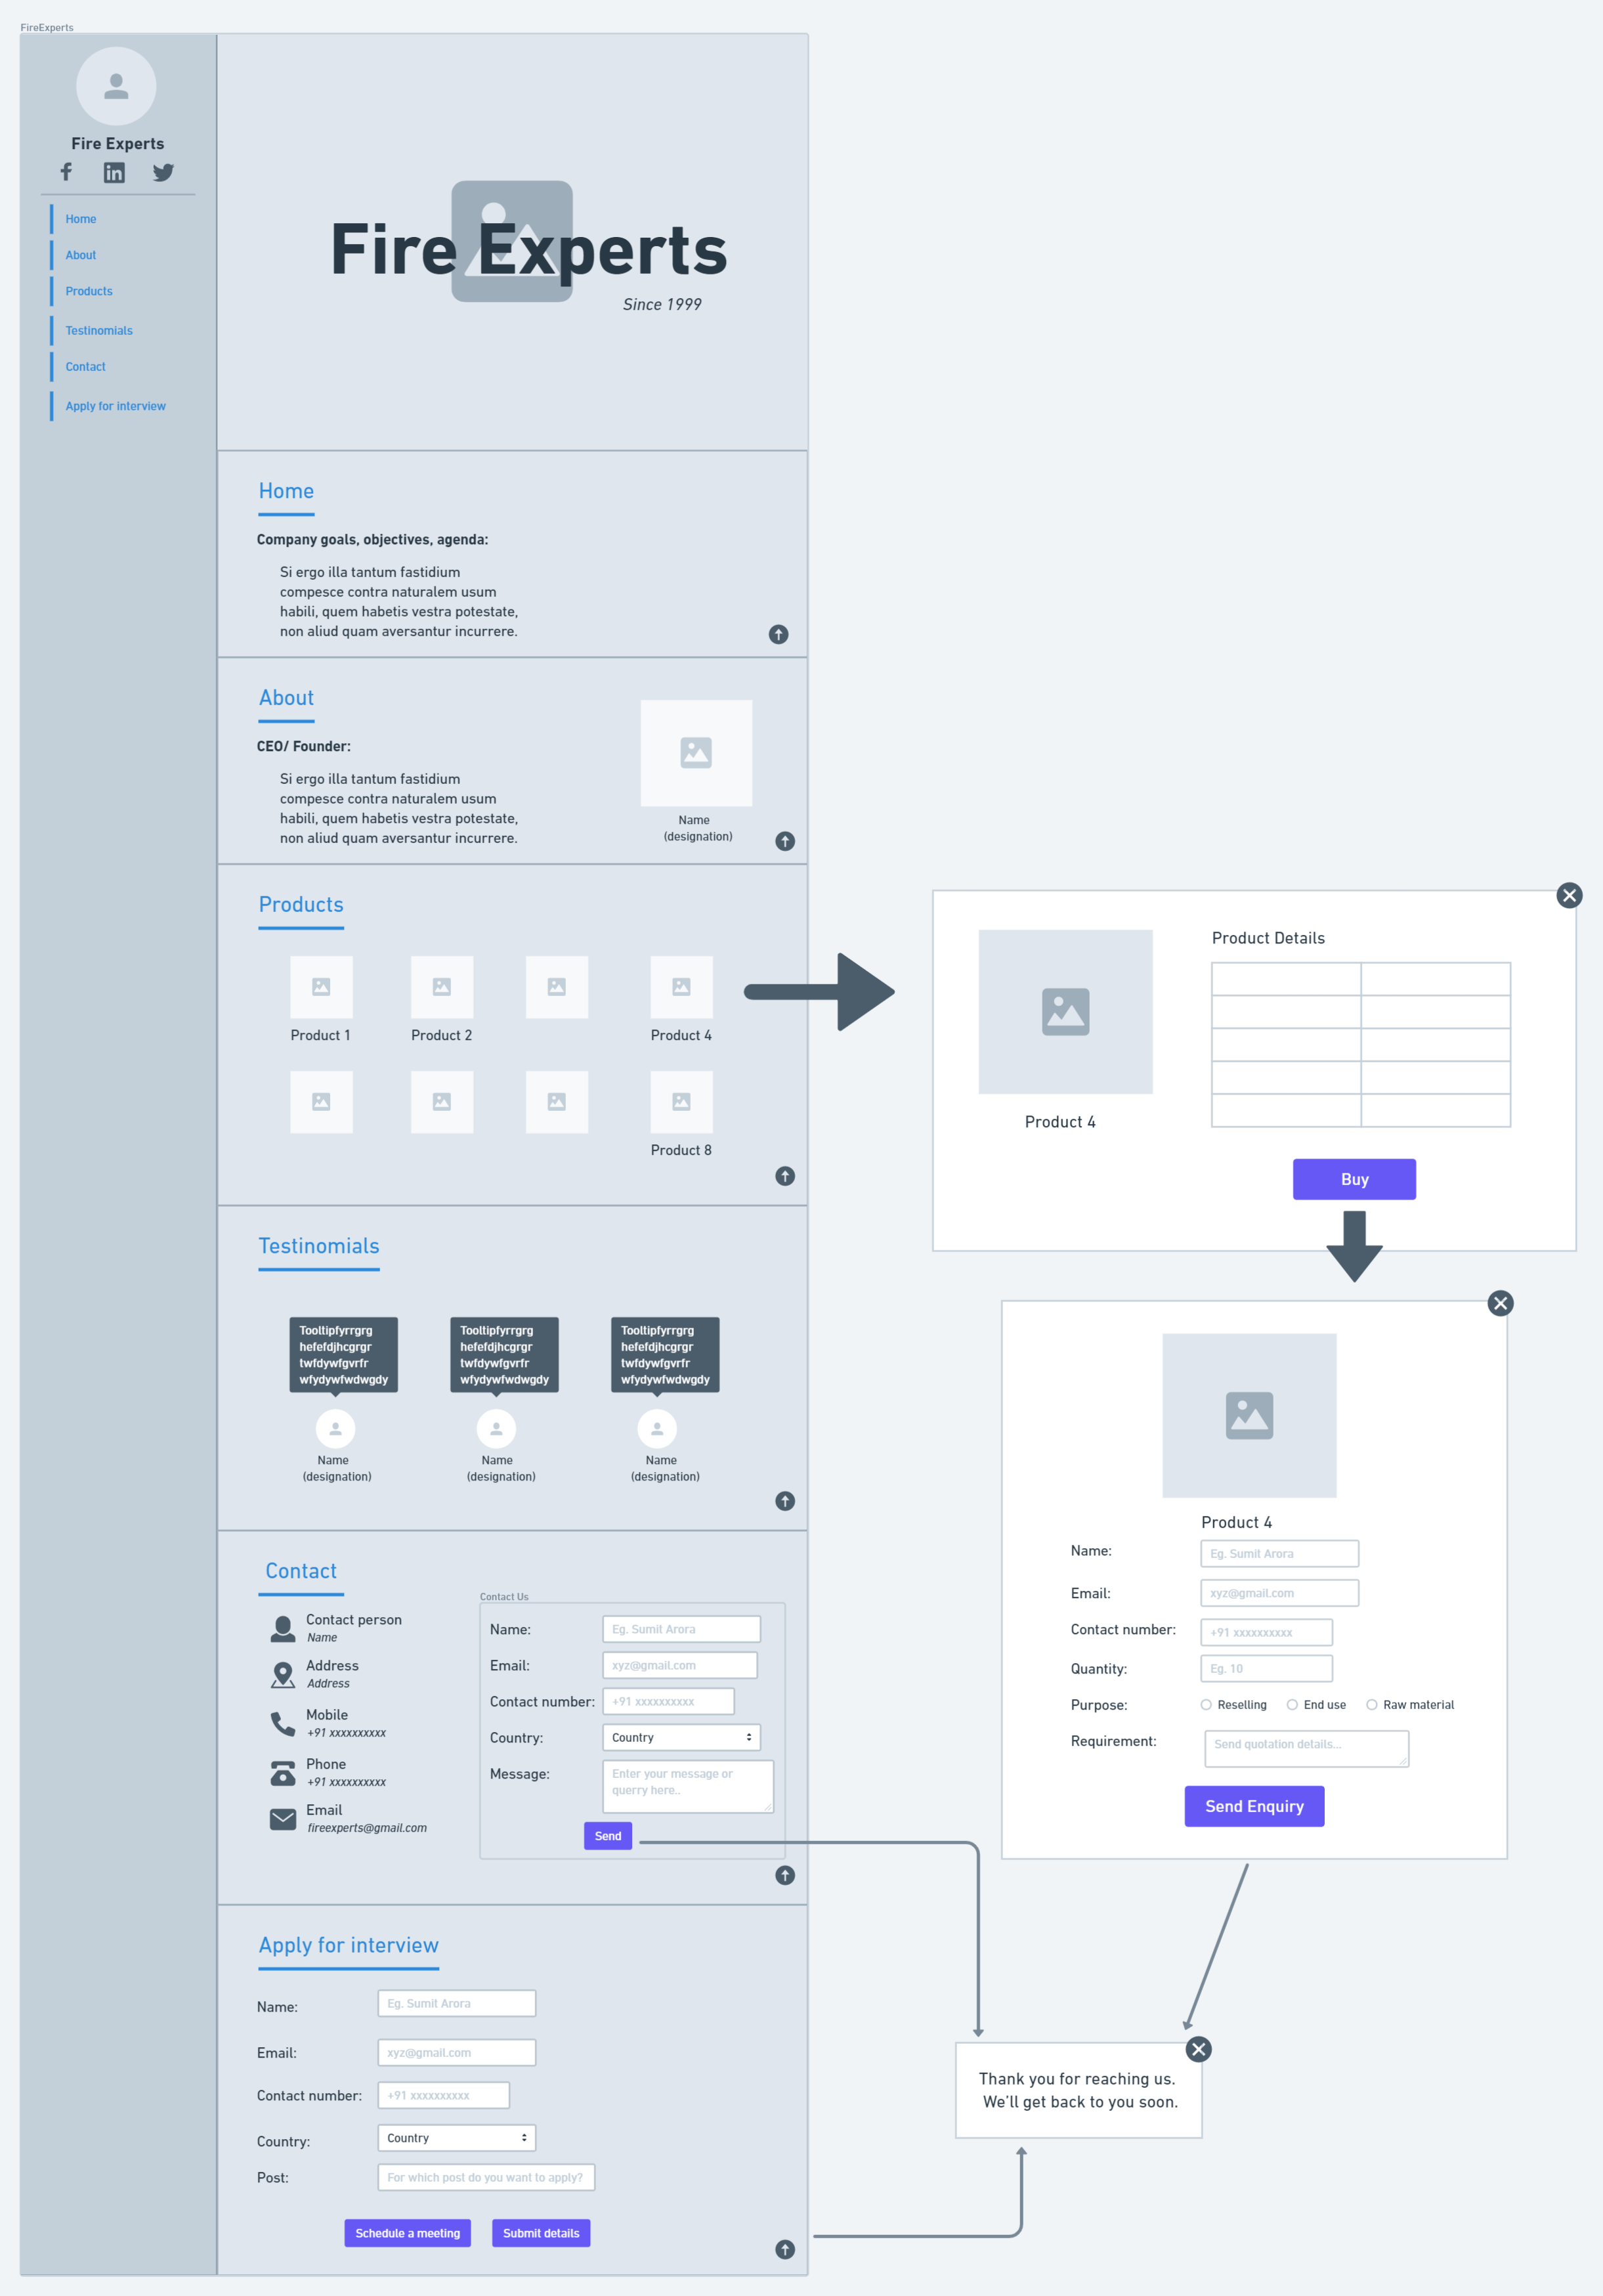 FireExperts
Fire Experts
Home
About
Products
Testinomials
Contact
Apply for interview
Fire Experts
Since 1999
Home
Company goals, objectives, agenda:
Si ergo illa tantum fastidium
compesce contra naturalem usum
habili, quem habetis vestra potestate,
non aliud quam aversantur incurrere.
About
CEO/ Founder:
Si ergo illa tantum fastidium
compesce contra naturalem usum
habili, quem habetis vestra potestate,
non aliud quam aversantur incurrere.
Name
(designation)
Products
Product 1
Product 2
Product 4
Product 8
Testinomials
Tooltipfyrrgrg
hefefdjhcgrgr
twfdywfgvrfr
wfydywfwdwgdy
Name
(designation)
Tooltipfyrrgrg
hefefdjhcgrgr
twfdywfgvrfr
wfydywfwdwgdy
Name
(designation)
Tooltipfyrrgrg
hefefdjhcgrgr
twfdywfgvrfr
wfydywfwdwgdy
Name
(designation)
Contact
Contact person
Name
Address
Address
Mobile
+91 xxxxxxxxxx
Phone
+91 xxxxxxxxxx
Email
fireexperts@gmail.com
Contact Us
Name:
Eg. Sumit Arora
Email:
xyz@gmail.com
Contact number:
+91 xxxxxxxxxx
Country:
Country
Message:
Enter your message or
querry here..
Send
Apply for interview
Name:
Eg. Sumit Arora
Email:
xyz@gmail.com
Contact number:
+91 xxxxxxxxxx
Country:
Country
Post:
For which post do you want to apply?
Schedule a meeting
Submit details
Product 4
Product Details
Buy
Product 4
Name:
Eg. Sumit Arora
Email:
xyz@gmail.com
Contact number:
+91 xxxxxxxxxx
Quantity:
Eg. 10
Purpose:
Reselling
End use
Raw material
Requirement:
Send quotation details...
Send Enquiry
Thank you for reaching us.
We'll get back to you soon.